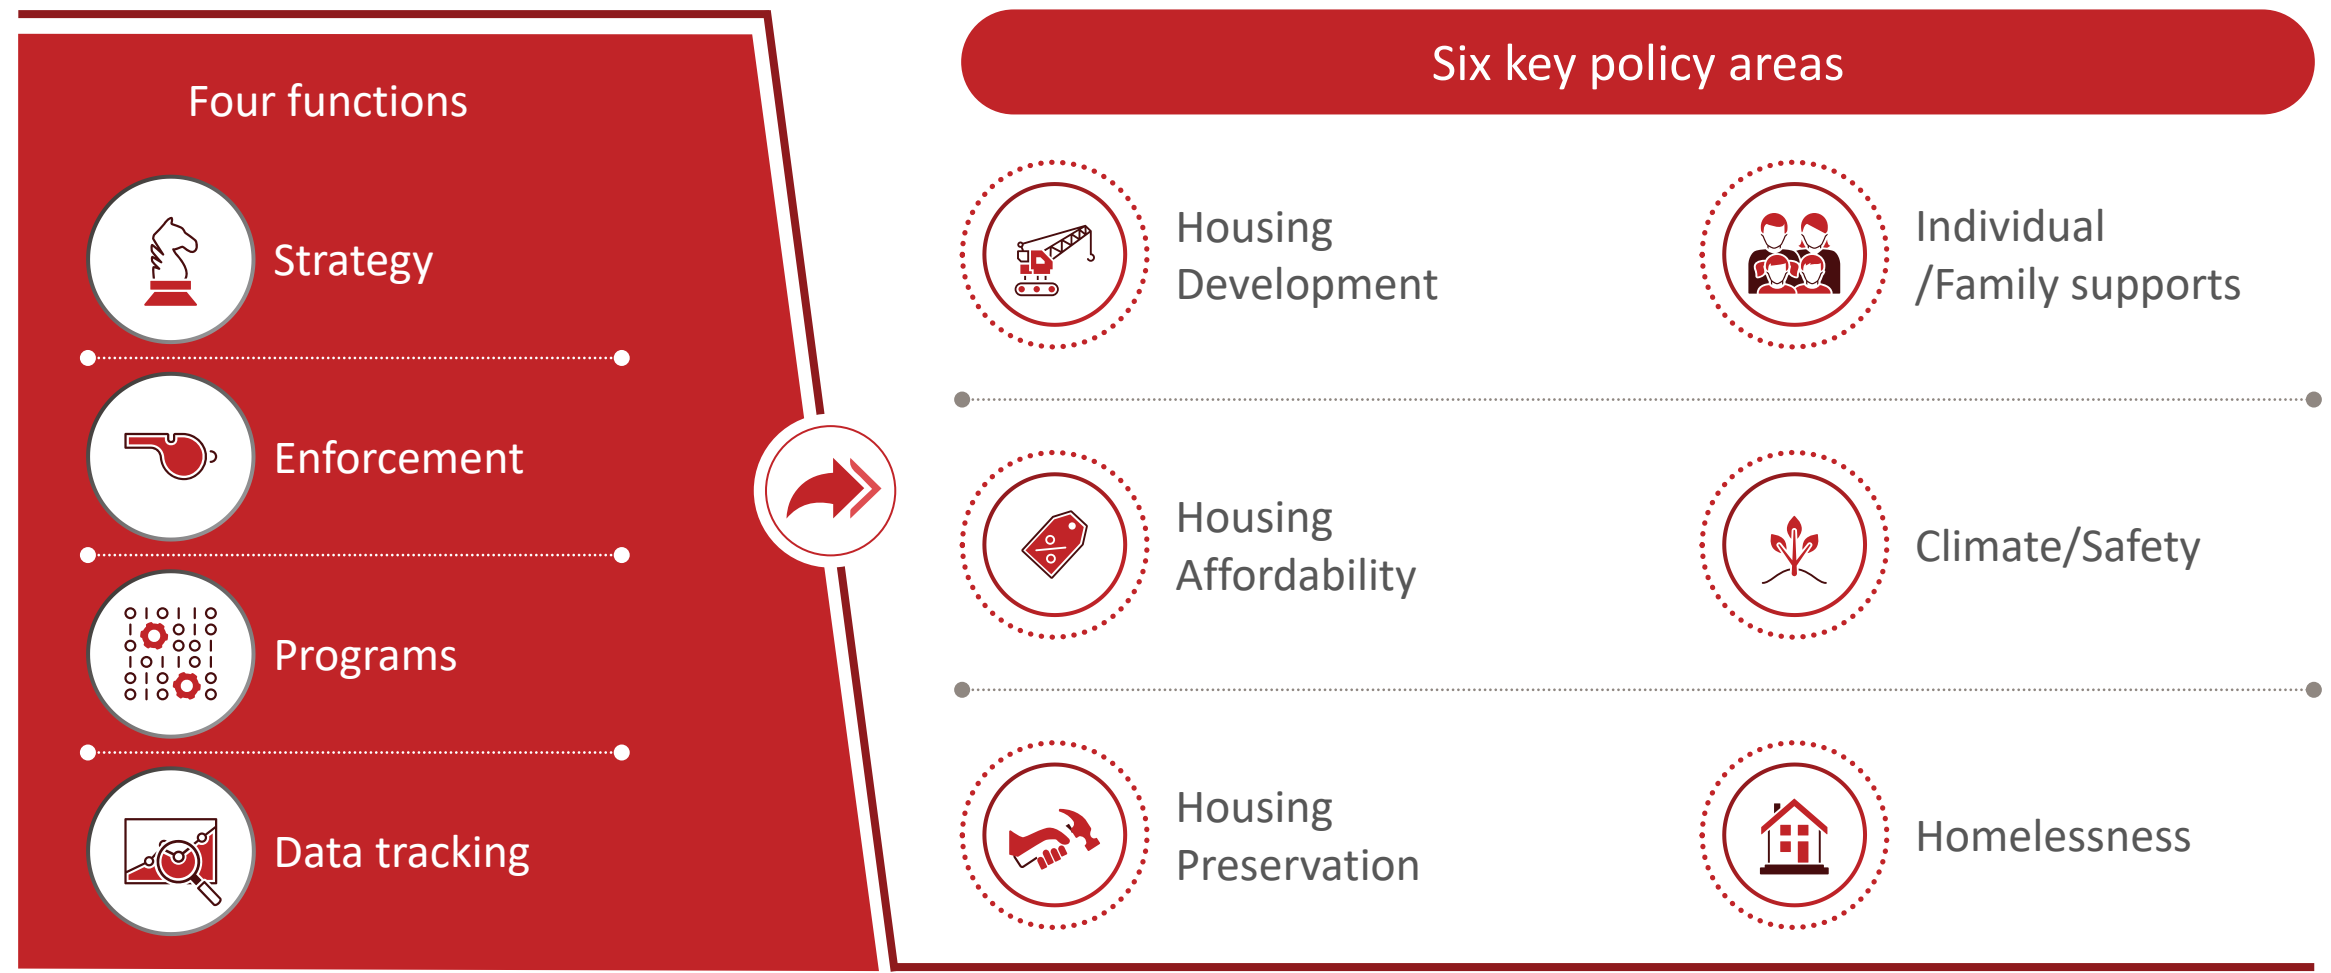 Four functions
Strategy
Enforcement
Programs
Data tracking
Six key policy areas
Housing
Development
Individual
/Family supports
Housing
Affordability
Climate/Safety
Housing
Preservation
Homelessness